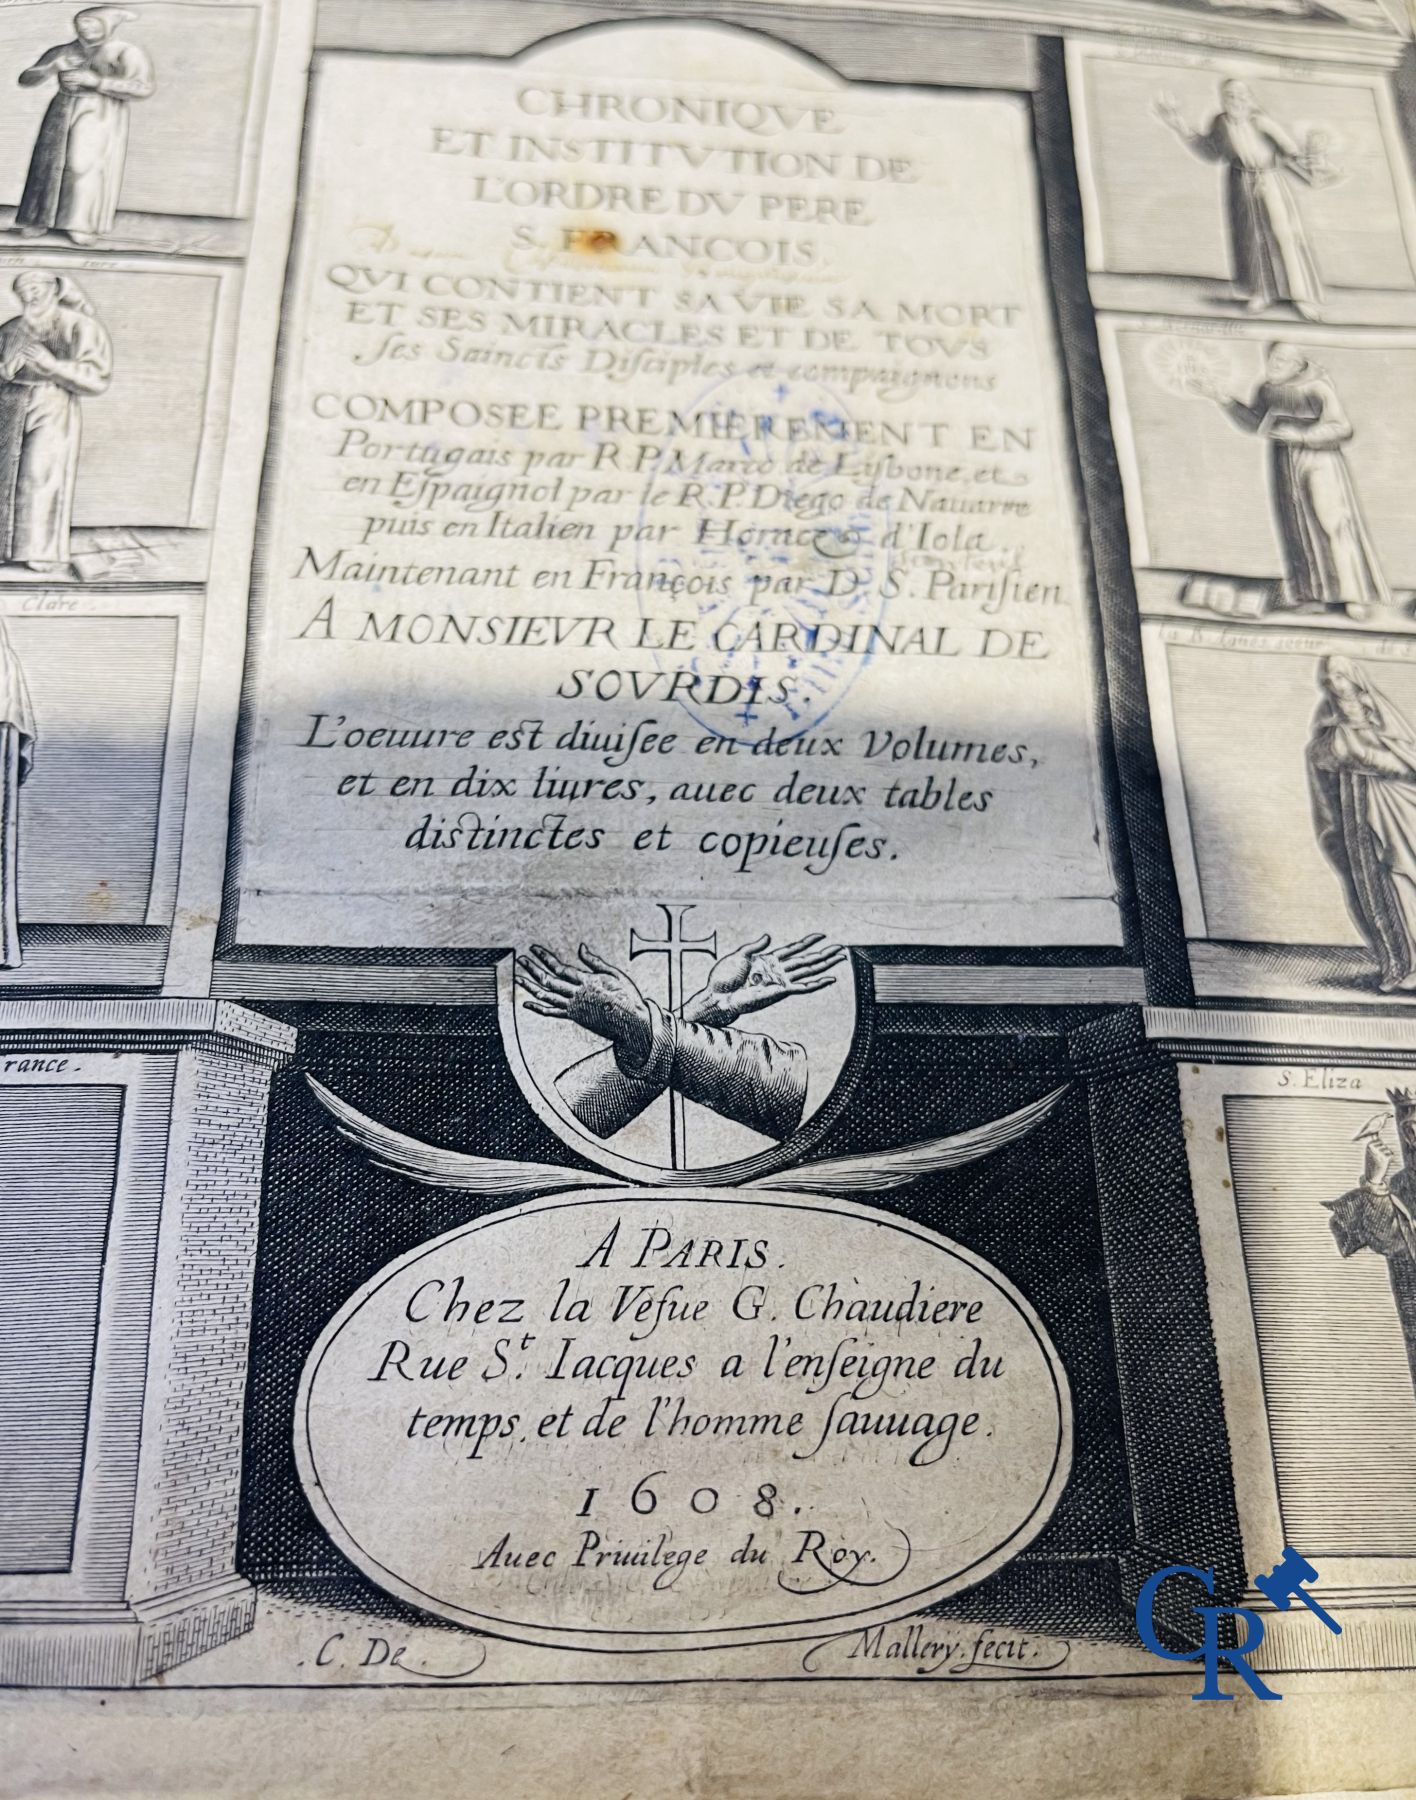 CHRONIQVE
ET INSTITVTION DE
L'ORDRE DV PERE
S. FRANCOIS,
QVI CONTIENT SA VIE SA MORT
ET SES MIRACLES ET DE TOVS
ſes Saincts Diſciples et compaignons
COMPOSEE PREMIEREMENT EN
Portugais par R.P. Marco de Liſbone, et
en Eſpaignol par le R.P. Diego de Nauarre
puis en Italien par Horace d'Iola.
Maintenant en François par D. S. Pariſien
A MONSIEVR LE CARDINAL DE
SOVRDIS.
L'oeuure est diuiſee en deux Volumes,
et en dix liures, auec deux tables
distinctes et copieuſes.
Clare.
rance.
S. Eliza
A PARIS.
Chez la Veſue G. Chaudiere
Rue St. Iacques a l'enſeigne du
temps, et de l'homme ſauuage.
1608.
Auec Priuilege du Roy.
C. De.
Mallery. fecit.
CR